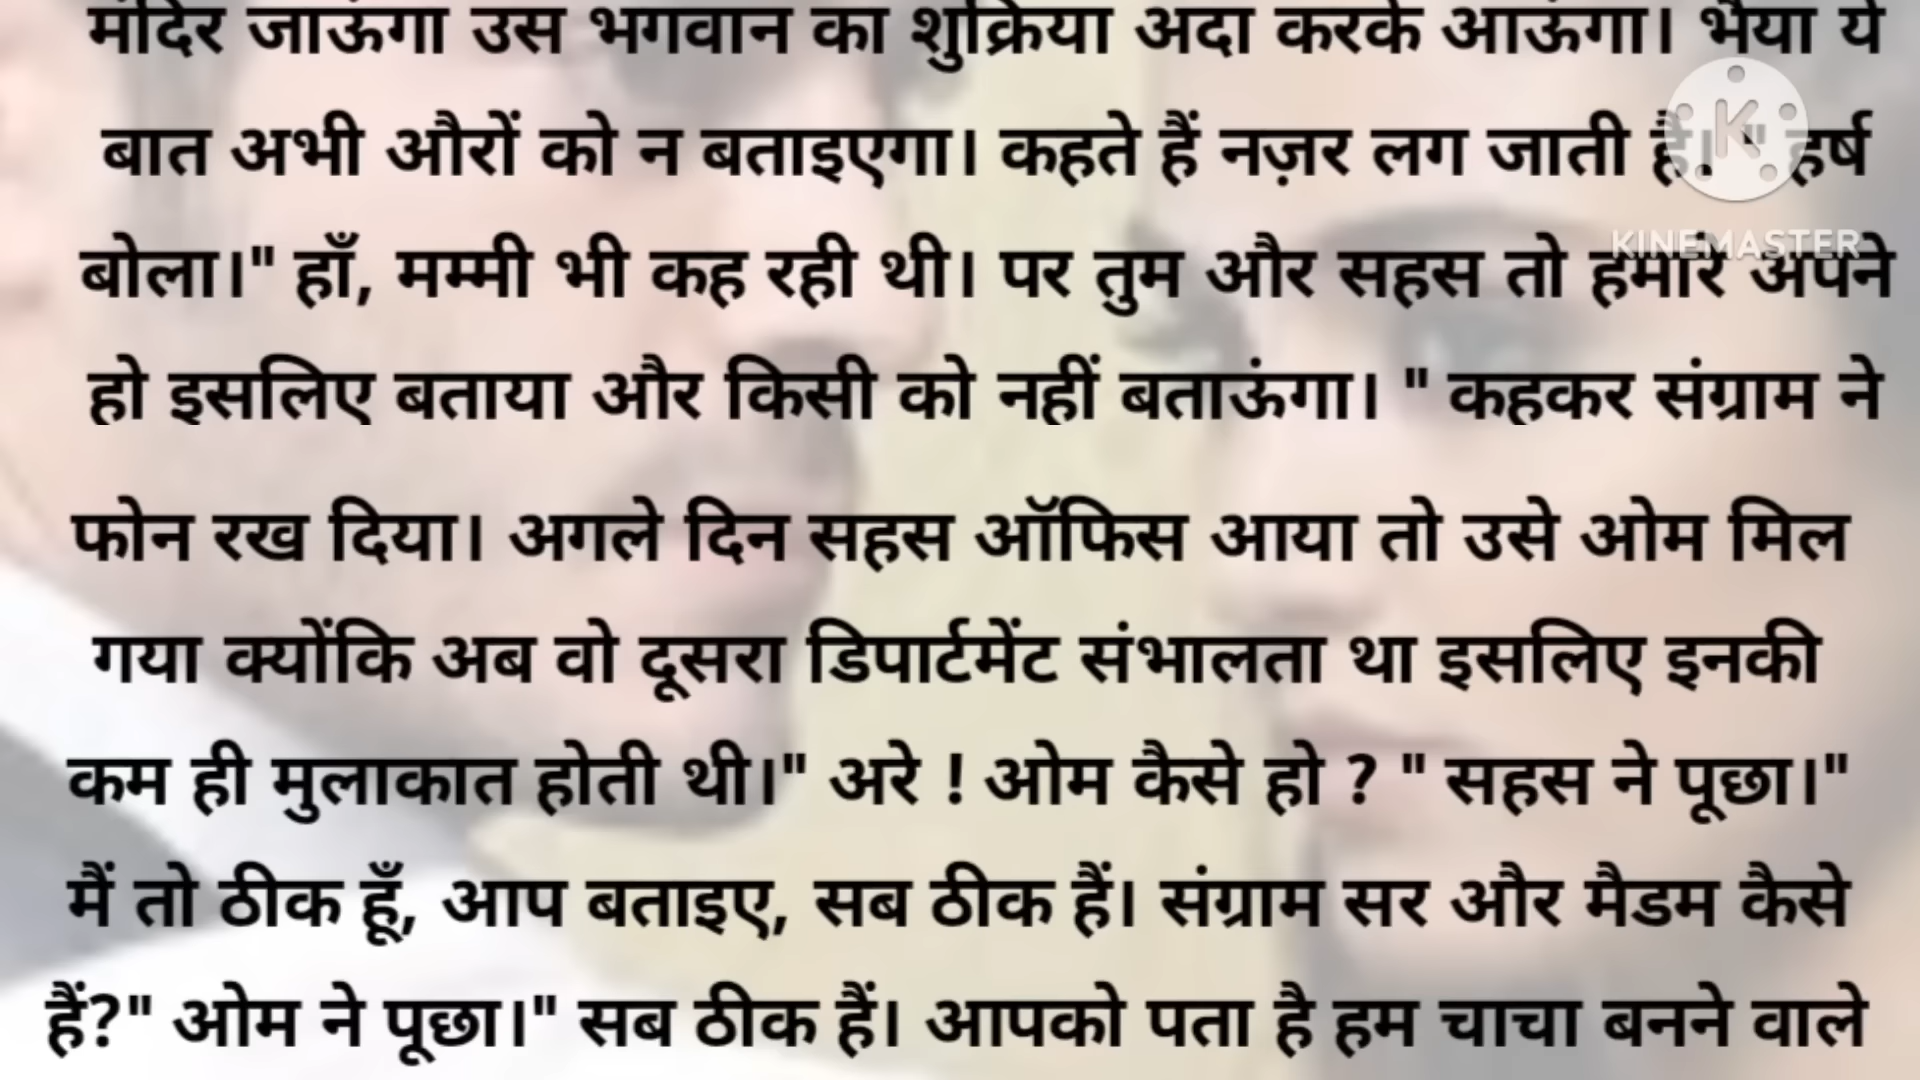 मंदिर जाऊंगा उस भगवान का शुक्रिया अदा करके आऊंगा। भैया ये
बात अभी औरों को न बताइएगा। कहते हैं नज़र लग जाती है। " हर्ष
K
KINEMASTER
बोला।" हाँ, मम्मी भी कह रही थी। पर तुम और सहस तो हमारे अपने
हो इसलिए बताया और किसी को नहीं बताऊंगा। " कहकर संग्राम ने
फोन रख दिया। अगले दिन सहस ऑफिस आया तो उसे ओम मिल
गया क्योंकि अब वो दूसरा डिपार्टमेंट संभालता था इसलिए इनकी
कम ही मुलाकात होती थी।" अरे ! ओम कैसे हो ? " सहस ने पूछा।"
मैं तो ठीक हूँ, आप बताइए, सब ठीक हैं। संग्राम सर और मैडम कैसे
हैं?" ओम ने पूछा।" सब ठीक हैं। आपको पता है हम चाचा बनने वाले